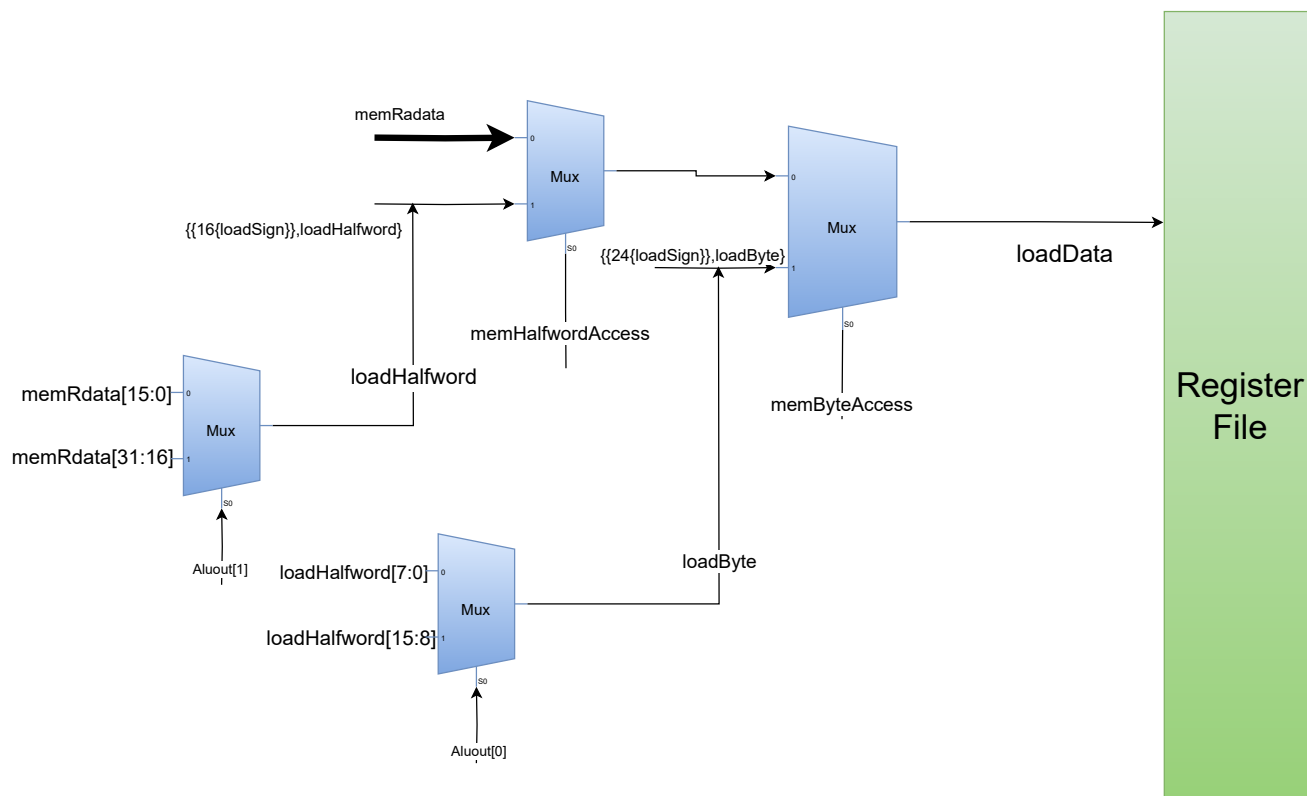 memRadata
0
Mux
1
{{16{loadSign}},loadHalfword}
S0
memHalfwordAccess
0
Mux
1
{{24{loadSign}},loadByte}
S0
memByteAccess
loadData
Register
File
loadHalfword
memRdata[15:0]
0
Mux
memRdata[31:16]
1
S0
Aluout[1]
loadByte
loadHalfword[7:0]
0
Mux
loadHalfword[15:8]
1
S0
Aluout[0]